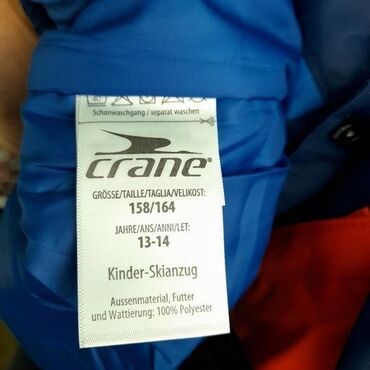 Schonwaschgang / separat waschen
crane®
GRÖSSE/TAILLE/TAGLIA/VELIKOST:
158/164
JAHRE/ANS/ANNI/LET:
13-14
Kinder-Skianzug
Aussenmaterial, Futter
und Wattierung: 100% Polyester